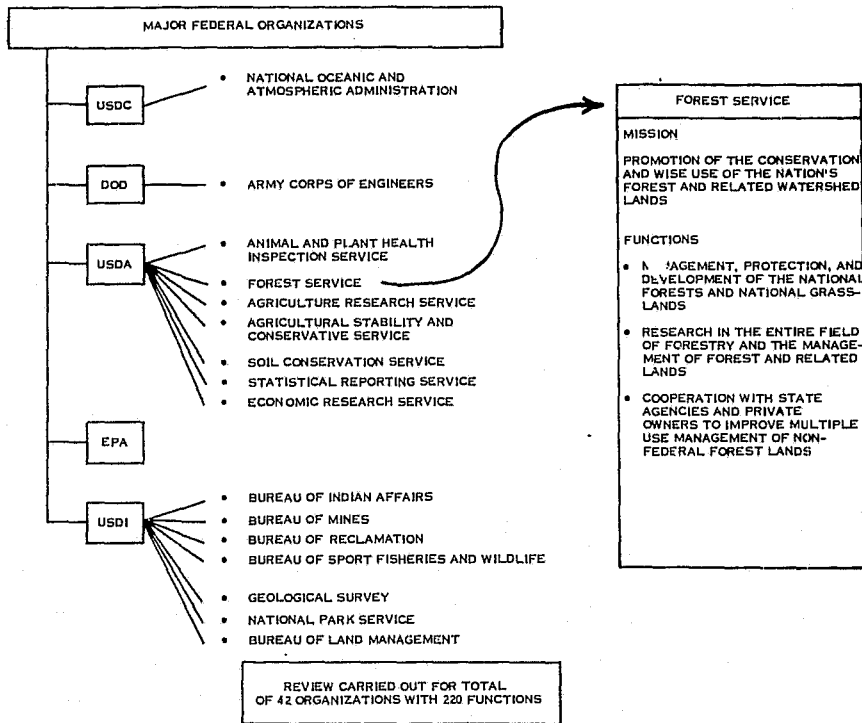 MAJOR FEDERAL ORGANIZATIONS
USDC
• NATIONAL OCEANIC AND
ATMOSPHERIC ADMINISTRATION
DOD
• ARMY CORPS OF ENGINEERS
USDA
• ANIMAL AND PLANT HEALTH
INSPECTION SERVICE
• FOREST SERVICE
• AGRICULTURE RESEARCH SERVICE
• AGRICULTURAL STABILITY AND
CONSERVATIVE SERVICE
• SOIL CONSERVATION SERVICE
• STATISTICAL REPORTING SERVICE
• ECONOMIC RESEARCH SERVICE
EPA
USDI
• BUREAU OF INDIAN AFFAIRS
• BUREAU OF MINES
• BUREAU OF RECLAMATION
• BUREAU OF SPORT FISHERIES AND WILDLIFE
• GEOLOGICAL SURVEY
• NATIONAL PARK SERVICE
• BUREAU OF LAND MANAGEMENT
REVIEW CARRIED OUT FOR TOTAL
OF 42 ORGANIZATIONS WITH 220 FUNCTIONS
FOREST SERVICE
MISSION
PROMOTION OF THE CONSERVATION
AND WISE USE OF THE NATION'S
FOREST AND RELATED WATERSHED
LANDS
FUNCTIONS
• PROTECTION, AND
DEVELOPMENT OF THE NATIONAL
FORESTS AND NATIONAL GRASS-
LANDS
• RESEARCH IN THE ENTIRE FIELD
OF FORESTRY AND THE MANAGE-
MENT OF FOREST AND RELATED
LANDS
• COOPERATION WITH STATE
AGENCIES AND PRIVATE
OWNERS TO IMPROVE MULTIPLE
USE MANAGEMENT OF NON-
FEDERAL FOREST LANDS